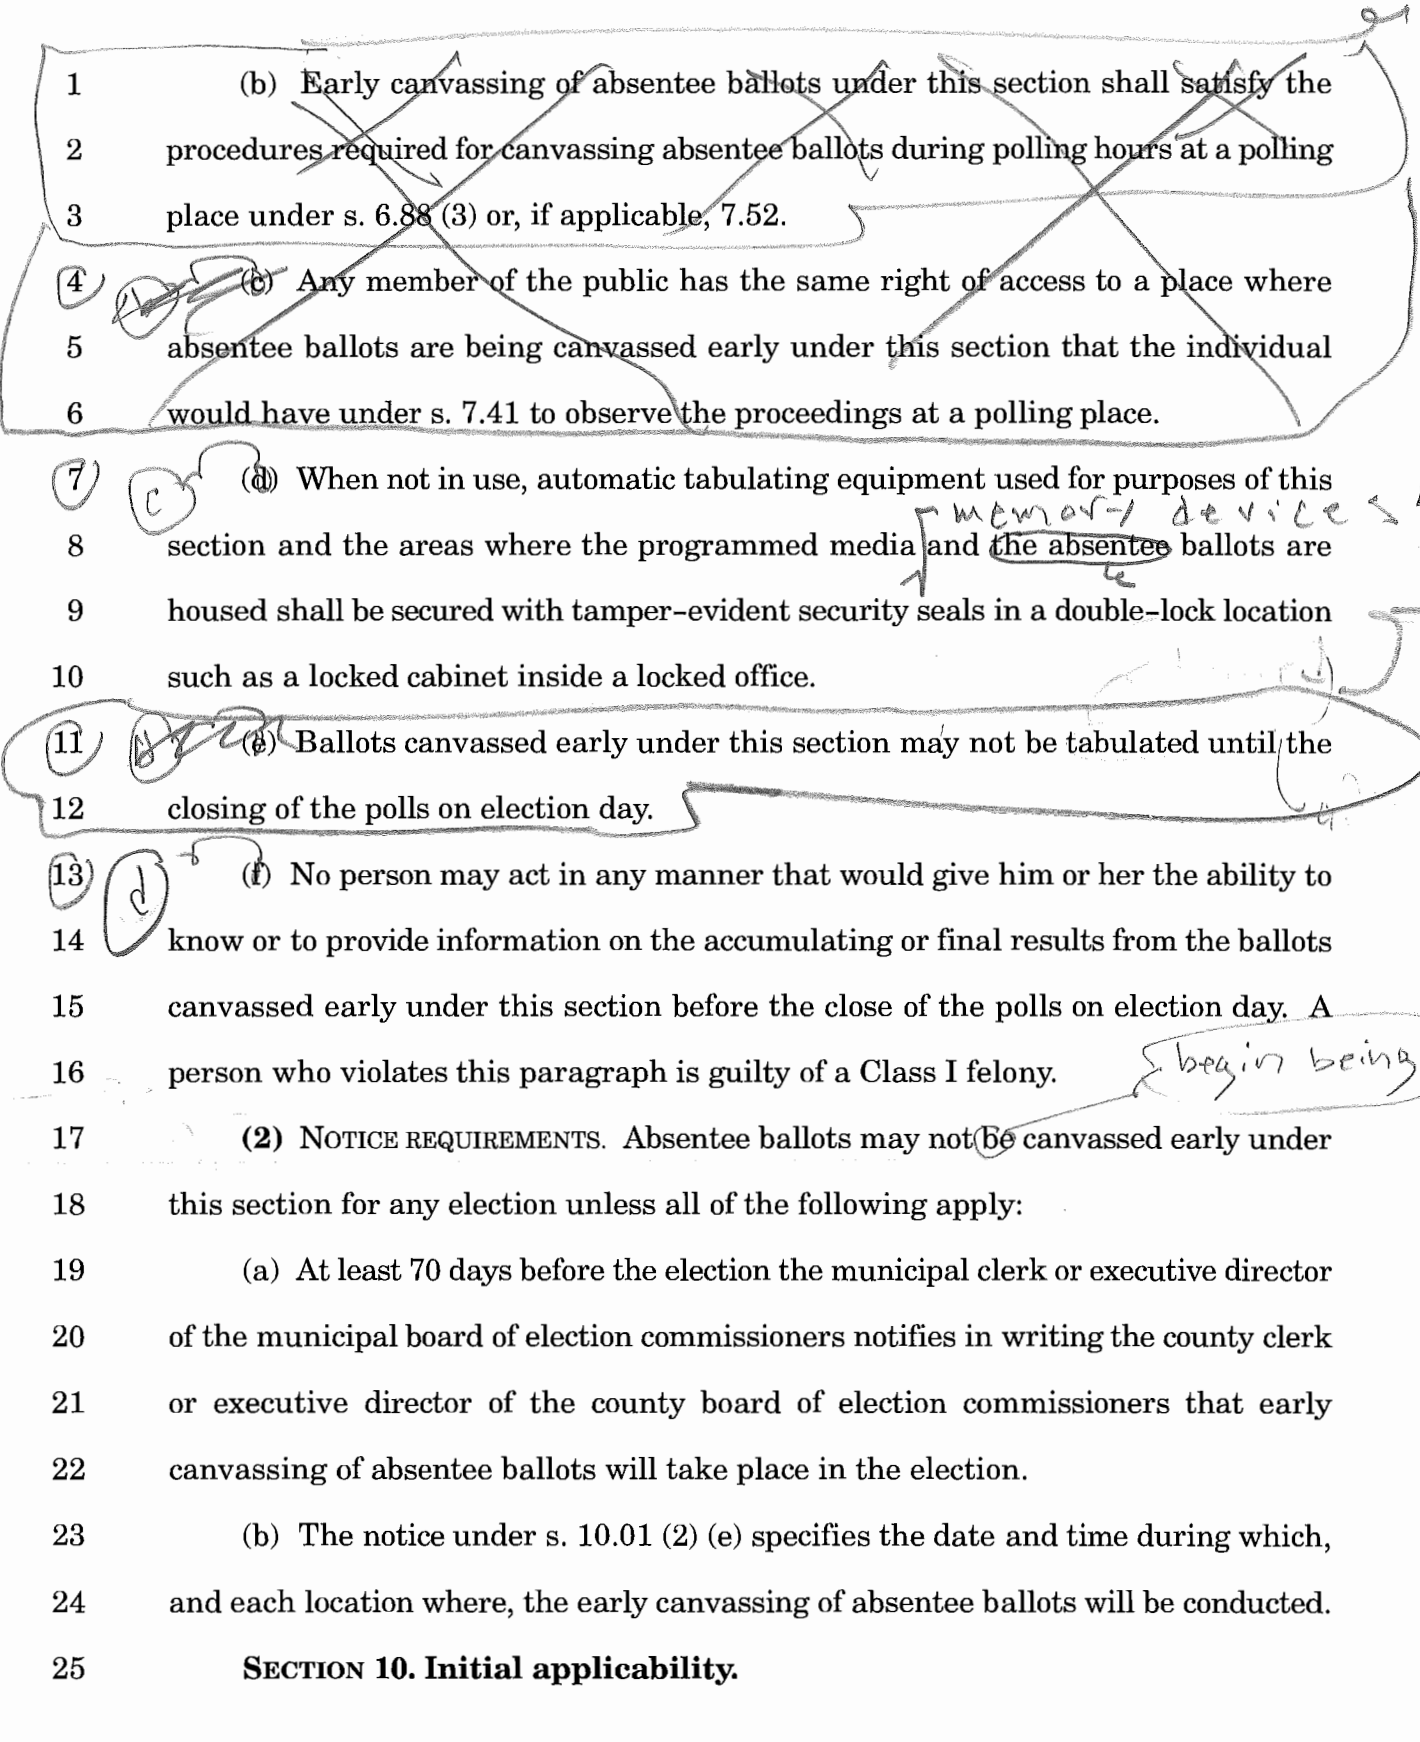 1 (b) Early canvassing of absentee ballots under this section shall satisfy the
2 procedures required for canvassing absentee ballots during polling hours at a polling
3 place under s. 6.88 (3) or, if applicable, 7.52.
4 (c) Any member of the public has the same right of access to a place where
5 absentee ballots are being canvassed early under this section that the individual
6 would have under s. 7.41 to observe the proceedings at a polling place.
7 c (d) When not in use, automatic tabulating equipment used for purposes of this
memory devices
8 section and the areas where the programmed media and the absentee ballots are
9 housed shall be secured with tamper-evident security seals in a double-lock location
10 such as a locked cabinet inside a locked office.
11 (e) Ballots canvassed early under this section may not be tabulated until the
12 closing of the polls on election day.
13 d (f) No person may act in any manner that would give him or her the ability to
14 know or to provide information on the accumulating or final results from the ballots
15 canvassed early under this section before the close of the polls on election day. A
16 person who violates this paragraph is guilty of a Class I felony. begin being
17 (2) NOTICE REQUIREMENTS. Absentee ballots may not be canvassed early under
18 this section for any election unless all of the following apply:
19 (a) At least 70 days before the election the municipal clerk or executive director
20 of the municipal board of election commissioners notifies in writing the county clerk
21 or executive director of the county board of election commissioners that early
22 canvassing of absentee ballots will take place in the election.
23 (b) The notice under s. 10.01 (2) (e) specifies the date and time during which,
24 and each location where, the early canvassing of absentee ballots will be conducted.
25 SECTION 10. Initial applicability.